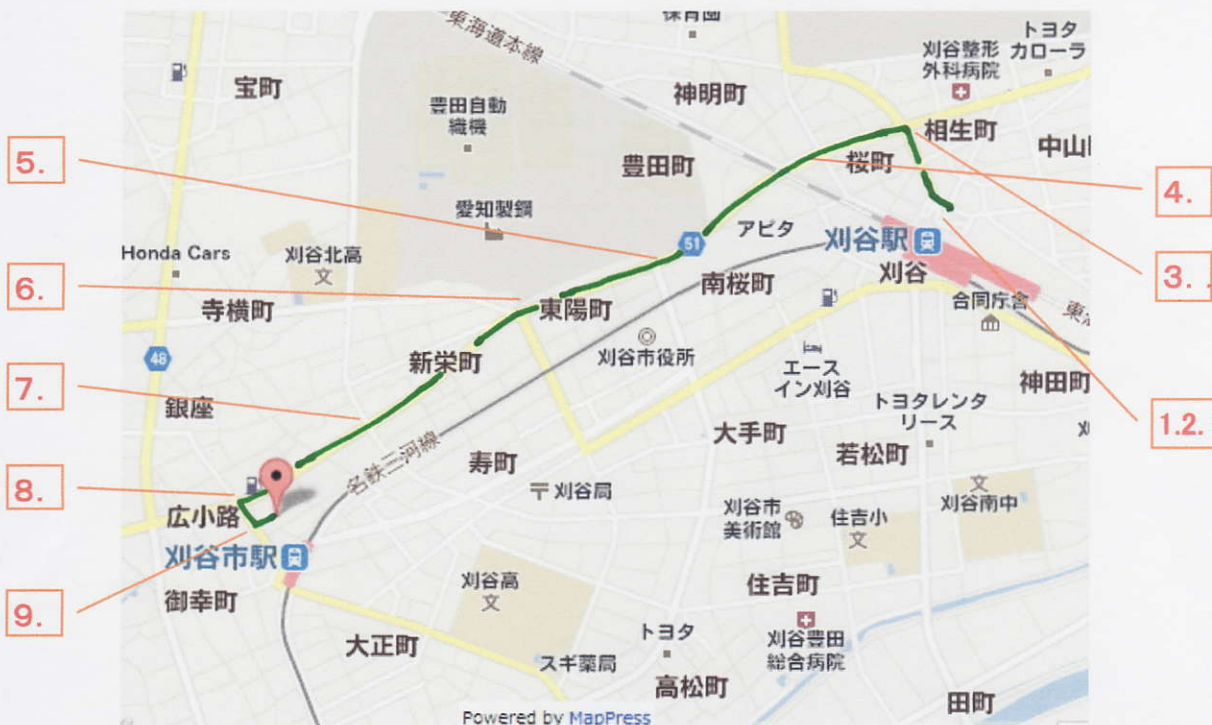 保育園
東海道本線
トヨタ
カローラ
刈谷整形
外科病院
宝町
神明町
豊田自動
織機
相生町
中山
5.
豊田町
桜町
4.
愛知製鋼
アピタ
51
刈谷駅
Honda Cars
刈谷北高
文
刈谷
3.
6.
南桜町
寺横町
東陽町
合同庁舎
48
新栄町
刈谷市役所
エース
イン刈谷
神田町
7.
銀座
トヨタレンタ
リース
大手町
1.2.
名鉄三河線
寿町
若松町
8.
〒刈谷局
文
刈谷南中
広小路
刈谷市
美術館
住吉小
文
刈谷市駅
刈谷高
文
住吉町
9.
御幸町
大正町
トヨタ
刈谷豊田
総合病院
スギ薬局
高松町
田町
Powered by MapPress